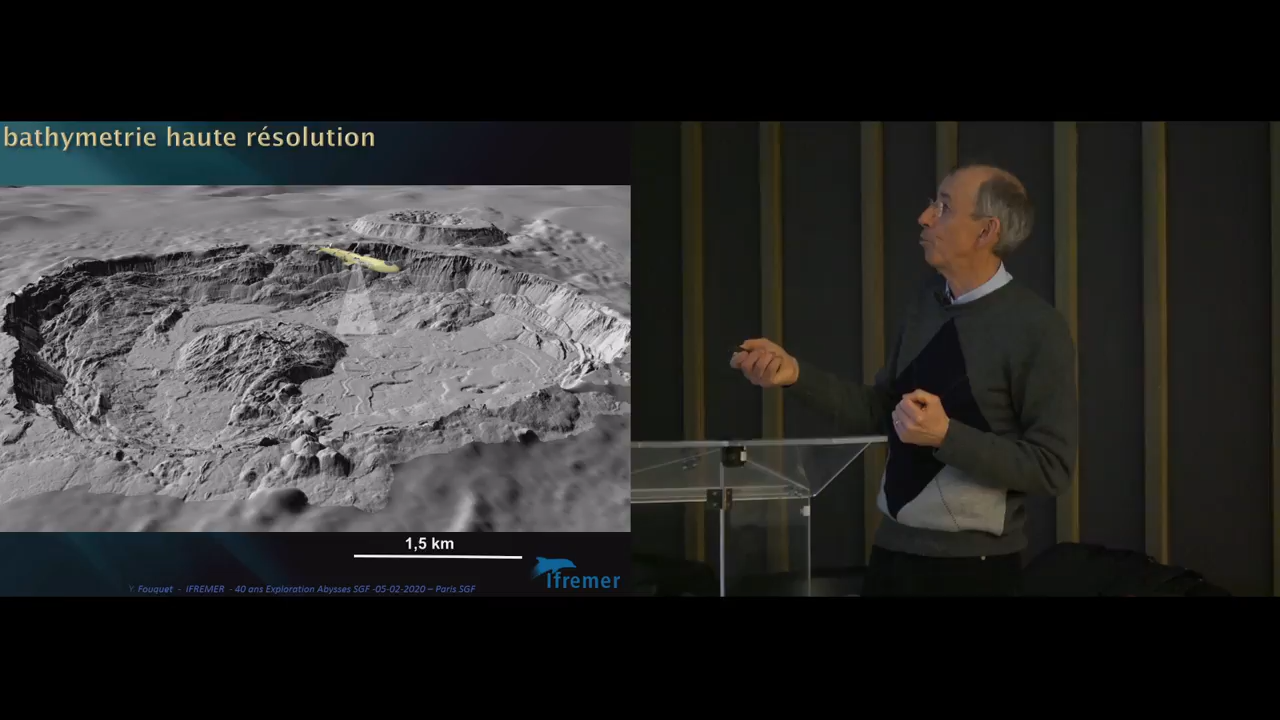 bathymetrie haute résolution
1,5 km
Ifremer
Y. Fouquet - IFREMER - 40 ans Exploration Abysses SGF -05-02-2020 – Paris SGF